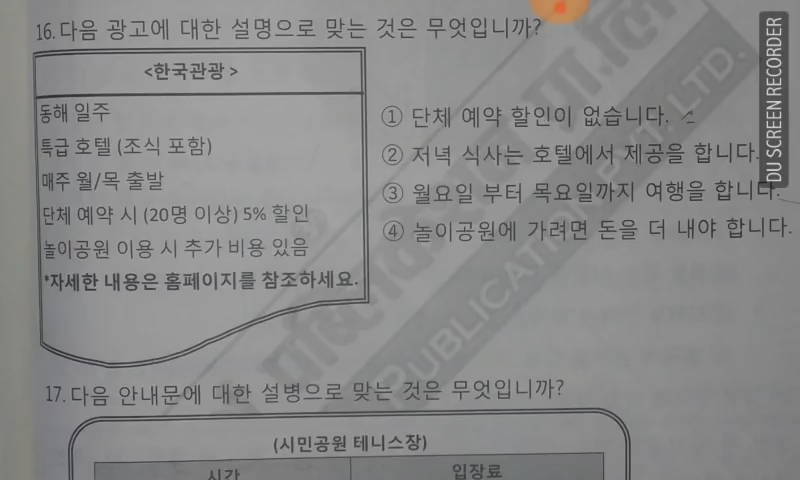 16. 다음 광고에 대한 설명으로 맞는 것은 무엇입니까?
<한국관광>
동해 일주
특급 호텔 (조식 포함)
매주 월/목 출발
단체 예약 시 (20명 이상) 5% 할인
놀이공원 이용 시 추가 비용 있음
*자세한 내용은 홈페이지를 참조하세요.
① 단체 예약 할인이 없습니다.
② 저녁 식사는 호텔에서 제공을 합니다.
③ 월요일 부터 목요일까지 여행을 합니다.
④ 놀이공원에 가려면 돈을 더 내야 합니다.
17. 다음 안내문에 대한 설병으로 맞는 것은 무엇입니까?
(시민공원 테니스장)
시간 입장료
PUBLICATION PVT. LTD.
प्रा.लि.
DU SCREEN RECORDER